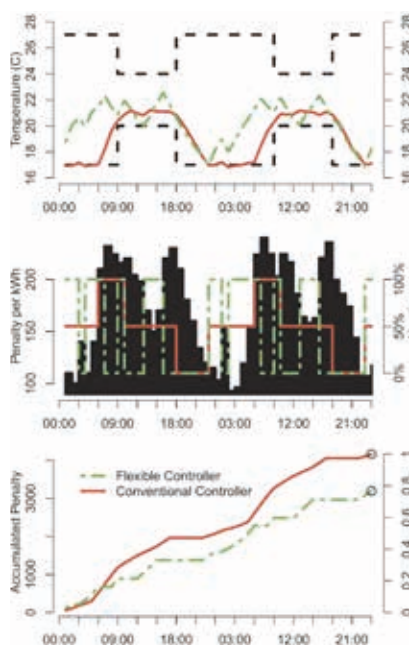 Temperature (C)
16 18 20 22 24 26 28
16 18 20 22 24 26 28
00:00 09:00 18:00 03:00 12:00 21:00
Penalty per kWh
100 150 200
0% 50% 100%
00:00 09:00 18:00 03:00 12:00 21:00
Accumulated Penalty
0 1000 3000
0 0.2 0.4 0.6 0.8 1
Flexible Controller
Conventional Controller
00:00 09:00 18:00 03:00 12:00 21:00